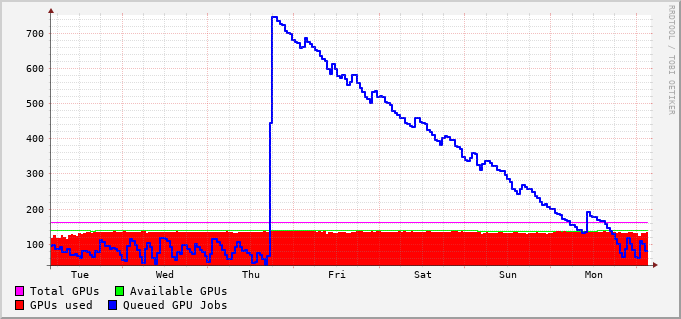 700
600
500
400
300
200
100
Tue Wed Thu Fri Sat Sun Mon
Total GPUs Available GPUs
GPUs used Queued GPU Jobs
RRDTOOL / TOBI OETIKER